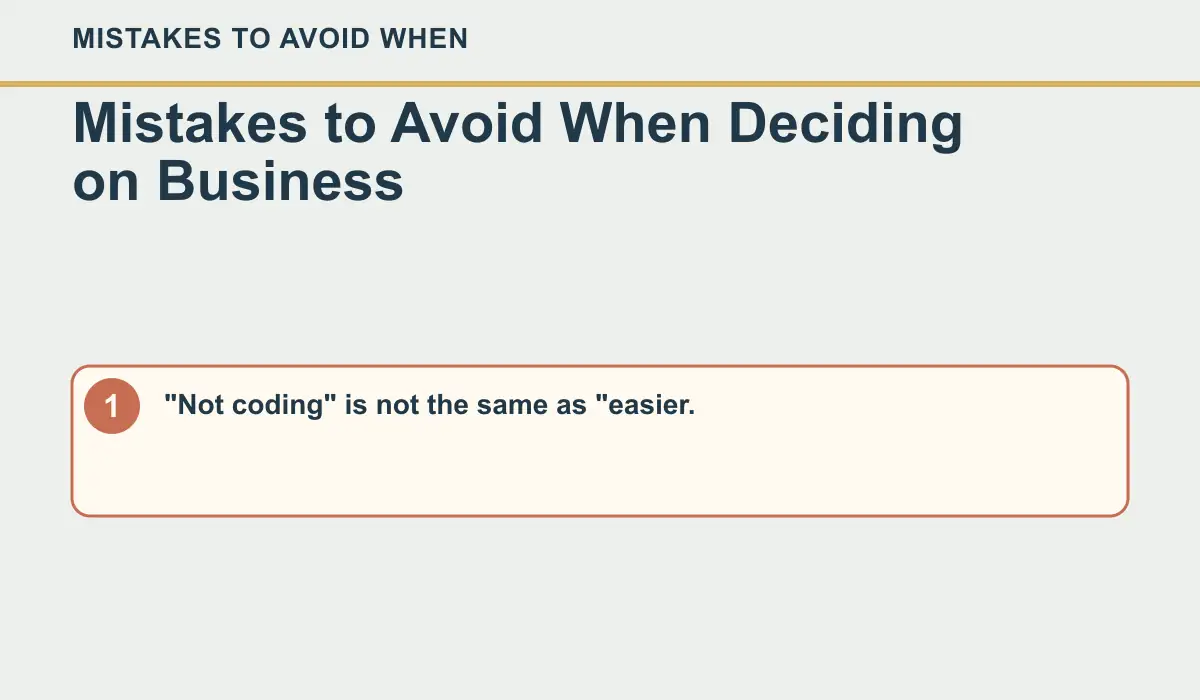 MISTAKES TO AVOID WHEN
Mistakes to Avoid When Deciding
on Business
1
"Not coding" is not the same as "easier.